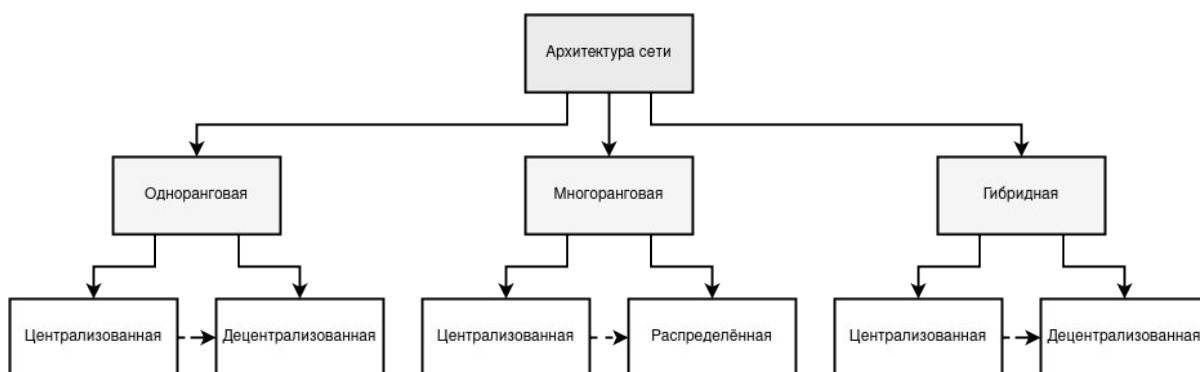 Архитектура сети
Одноранговая
Многоранговая
Гибридная
Централизованная
Децентрализованная
Централизованная
Распределённая
Централизованная
Децентрализованная